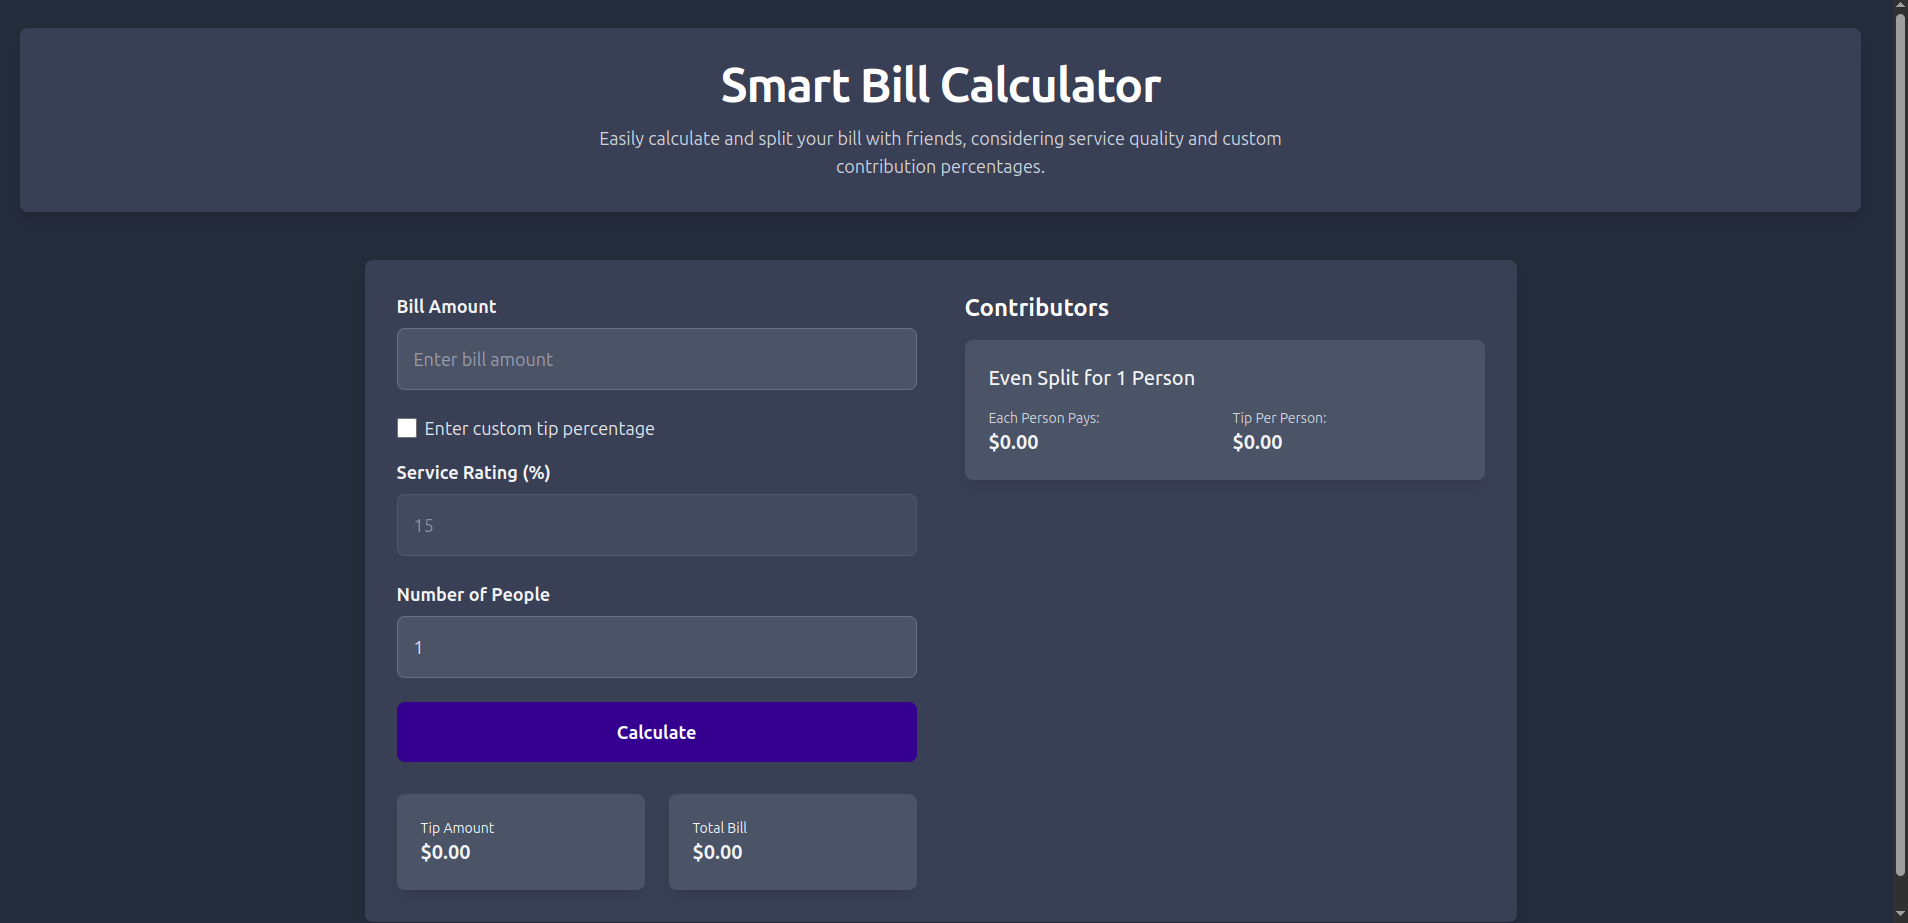 Smart Bill Calculator
Easily calculate and split your bill with friends, considering service quality and custom
contribution percentages.
Bill Amount
Enter bill amount
Enter custom tip percentage
Service Rating (%)
15
Number of People
1
Calculate
Tip Amount
$0.00
Total Bill
$0.00
Contributors
Even Split for 1 Person
Each Person Pays:
$0.00
Tip Per Person:
$0.00